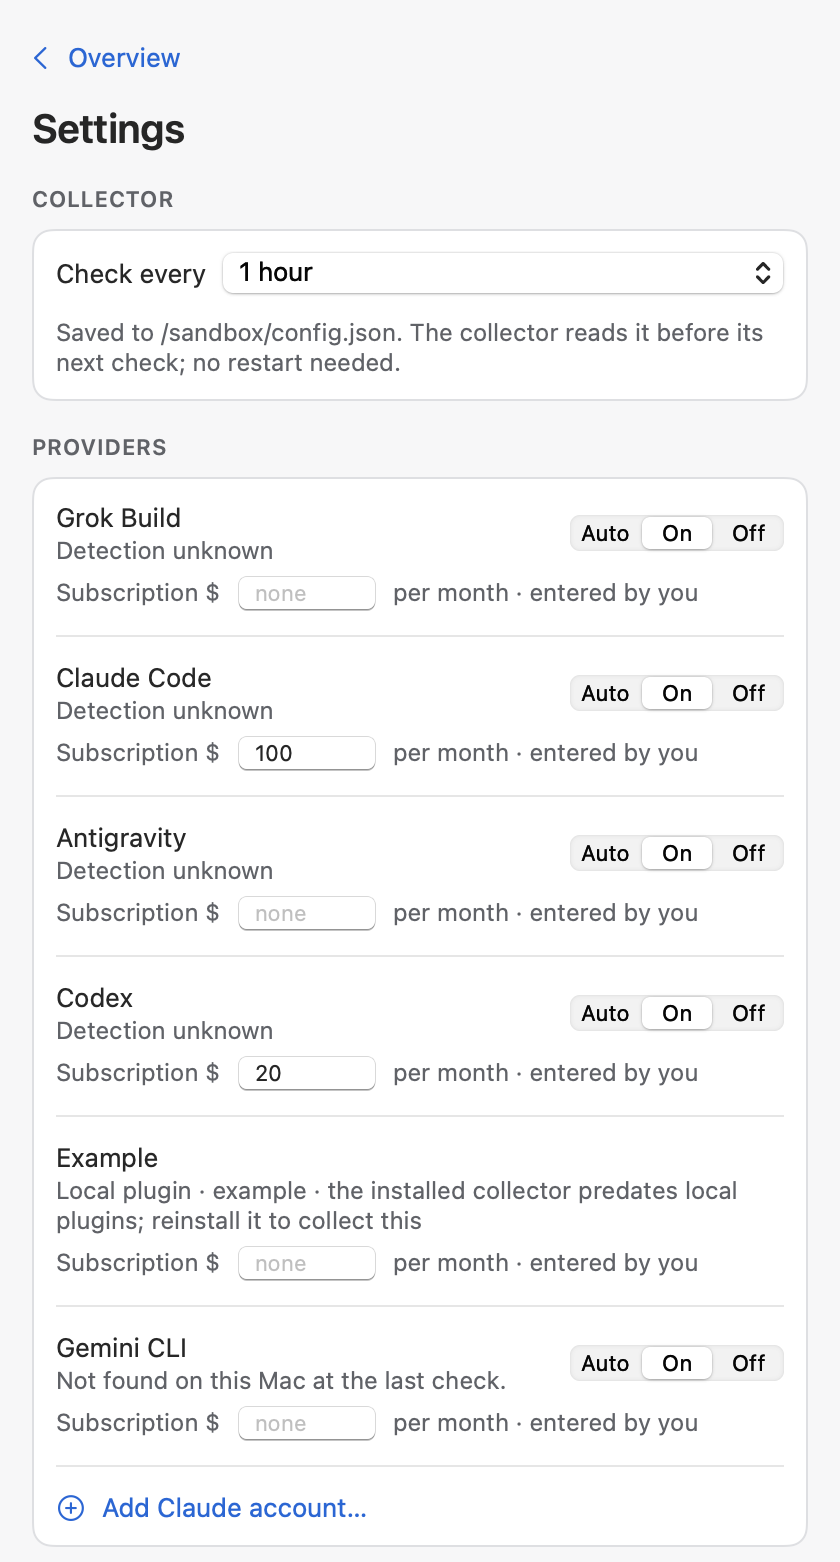 Overview
Settings
COLLECTOR
Check every 1 hour
Saved to /sandbox/config.json. The collector reads it before its
next check; no restart needed.
PROVIDERS
Grok Build
Auto On Off
Detection unknown
Subscription $ none per month · entered by you
Claude Code
Auto On Off
Detection unknown
Subscription $ 100 per month · entered by you
Antigravity
Auto On Off
Detection unknown
Subscription $ none per month · entered by you
Codex
Auto On Off
Detection unknown
Subscription $ 20 per month · entered by you
Example
Local plugin · example · the installed collector predates local
plugins; reinstall it to collect this
Subscription $ none per month · entered by you
Gemini CLI
Auto On Off
Not found on this Mac at the last check.
Subscription $ none per month · entered by you
Add Claude account...